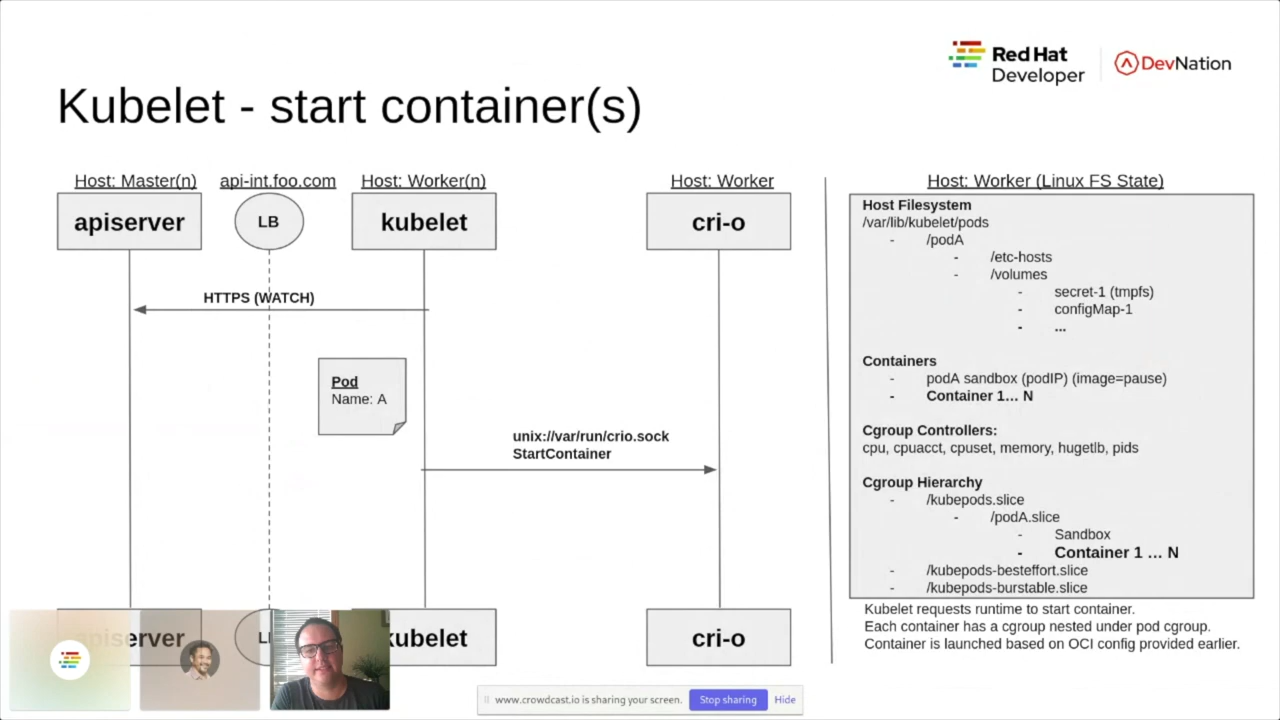 Red Hat
Developer
DevNation
Kubelet - start container(s)
Host: Master(n)
api-int.foo.com
Host: Worker(n)
Host: Worker
Host: Worker (Linux FS State)
apiserver
LB
kubelet
cri-o
HTTPS (WATCH)
Pod
Name: A
unix://var/run/crio.sock
StartContainer
Host Filesystem
/var/lib/kubelet/pods
- /podA
- /etc-hosts
- /volumes
- secret-1 (tmpfs)
- configMap-1
- ...
Containers
- podA sandbox (podIP) (image=pause)
- Container 1… N
Cgroup Controllers:
cpu, cpuacct, cpuset, memory, hugetlb, pids
Cgroup Hierarchy
- /kubepods.slice
- /podA.slice
- Sandbox
- Container 1 … N
- /kubepods-besteffort.slice
- /kubepods-burstable.slice
Kubelet requests runtime to start container.
Each container has a cgroup nested under pod cgroup.
Container is launched based on OCI config provided earlier.
apiserver
kubelet
cri-o
www.crowdcast.io is sharing your screen.
Stop sharing
Hide